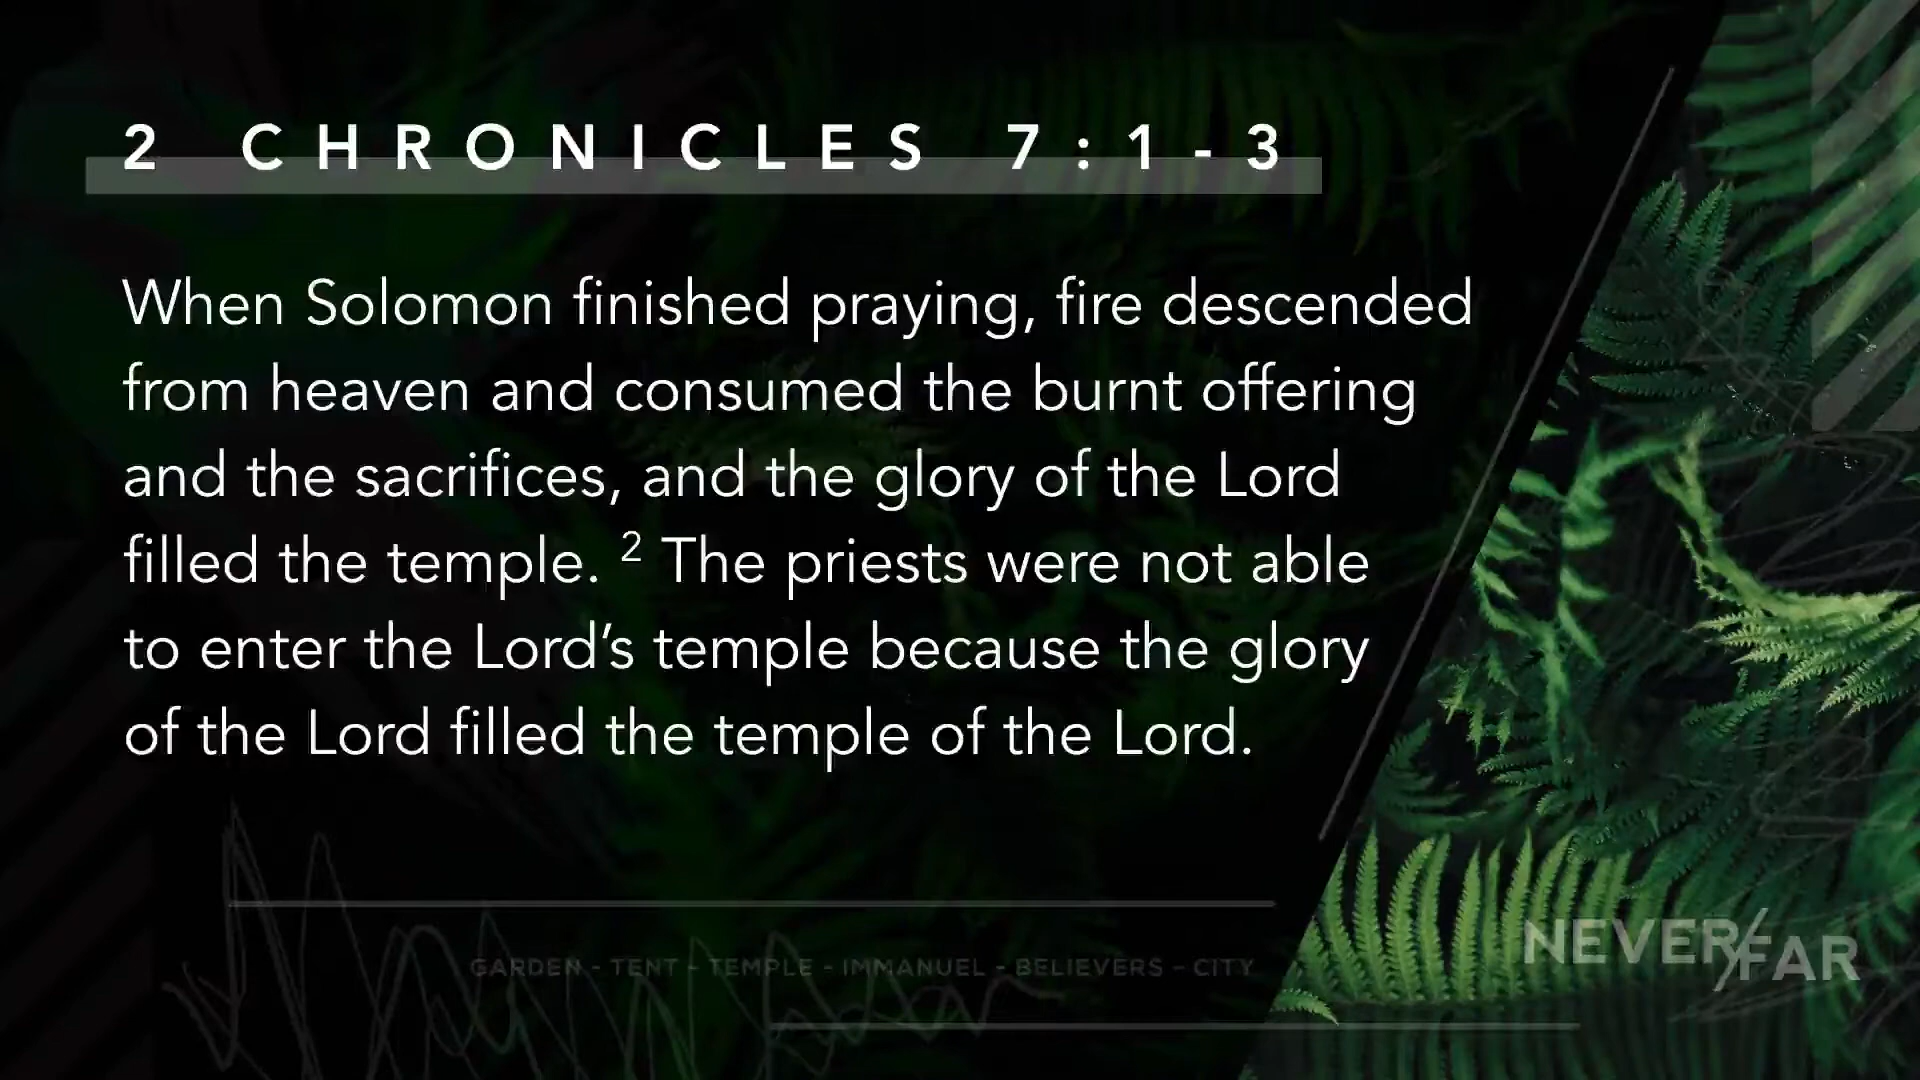 2 CHRONICLES 7:1-3
When Solomon finished praying, fire descended
from heaven and consumed the burnt offering
and the sacrifices, and the glory of the Lord
filled the temple. ² The priests were not able
to enter the Lord’s temple because the glory
of the Lord filled the temple of the Lord.
GARDEN - TENT - TEMPLE - IMMANUEL - BELIEVERS - CITY
NEVER/FAR